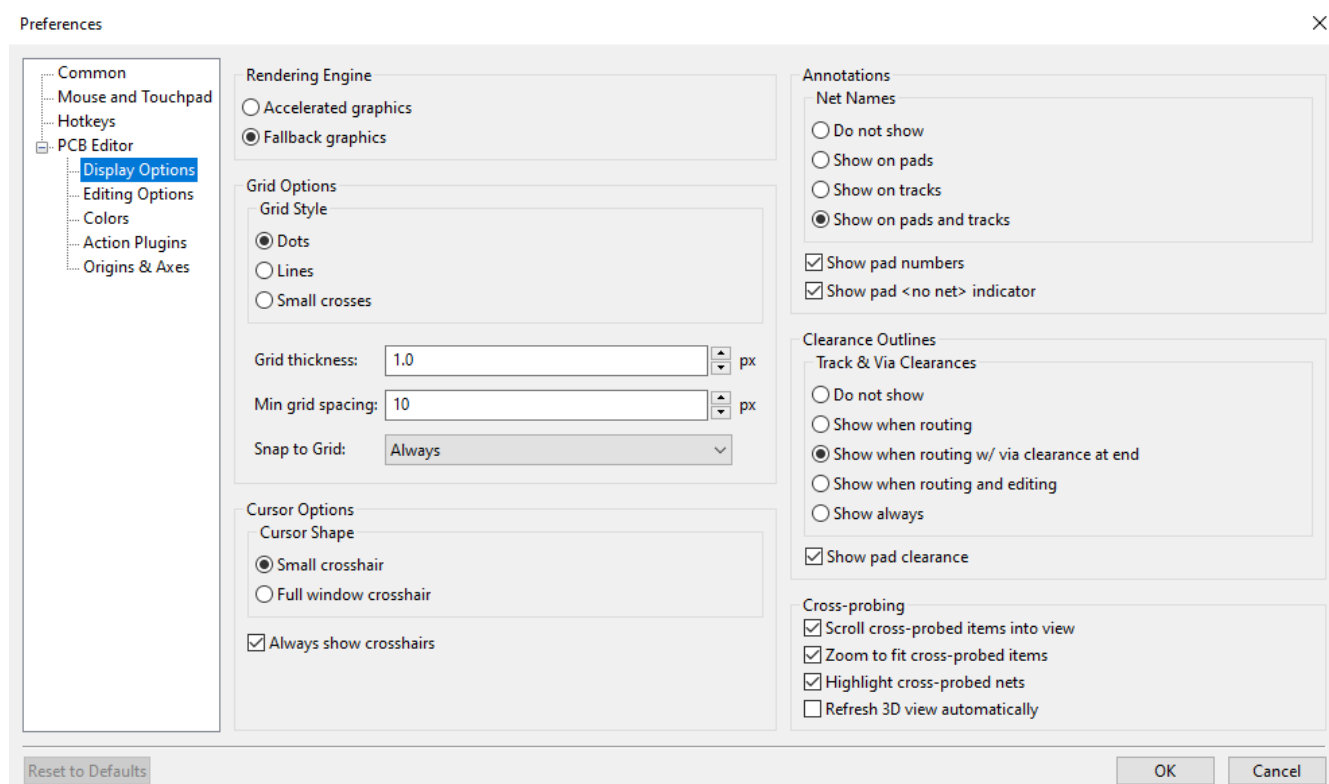 Preferences
Common
Mouse and Touchpad
Hotkeys
PCB Editor
Display Options
Editing Options
Colors
Action Plugins
Origins & Axes
Rendering Engine
Accelerated graphics
Fallback graphics
Grid Options
Grid Style
Dots
Lines
Small crosses
Grid thickness: 1.0 px
Min grid spacing: 10 px
Snap to Grid: Always
Cursor Options
Cursor Shape
Small crosshair
Full window crosshair
Always show crosshairs
Annotations
Net Names
Do not show
Show on pads
Show on tracks
Show on pads and tracks
Show pad numbers
Show pad <no net> indicator
Clearance Outlines
Track & Via Clearances
Do not show
Show when routing
Show when routing w/ via clearance at end
Show when routing and editing
Show always
Show pad clearance
Cross-probing
Scroll cross-probed items into view
Zoom to fit cross-probed items
Highlight cross-probed nets
Refresh 3D view automatically
Reset to Defaults
OK
Cancel